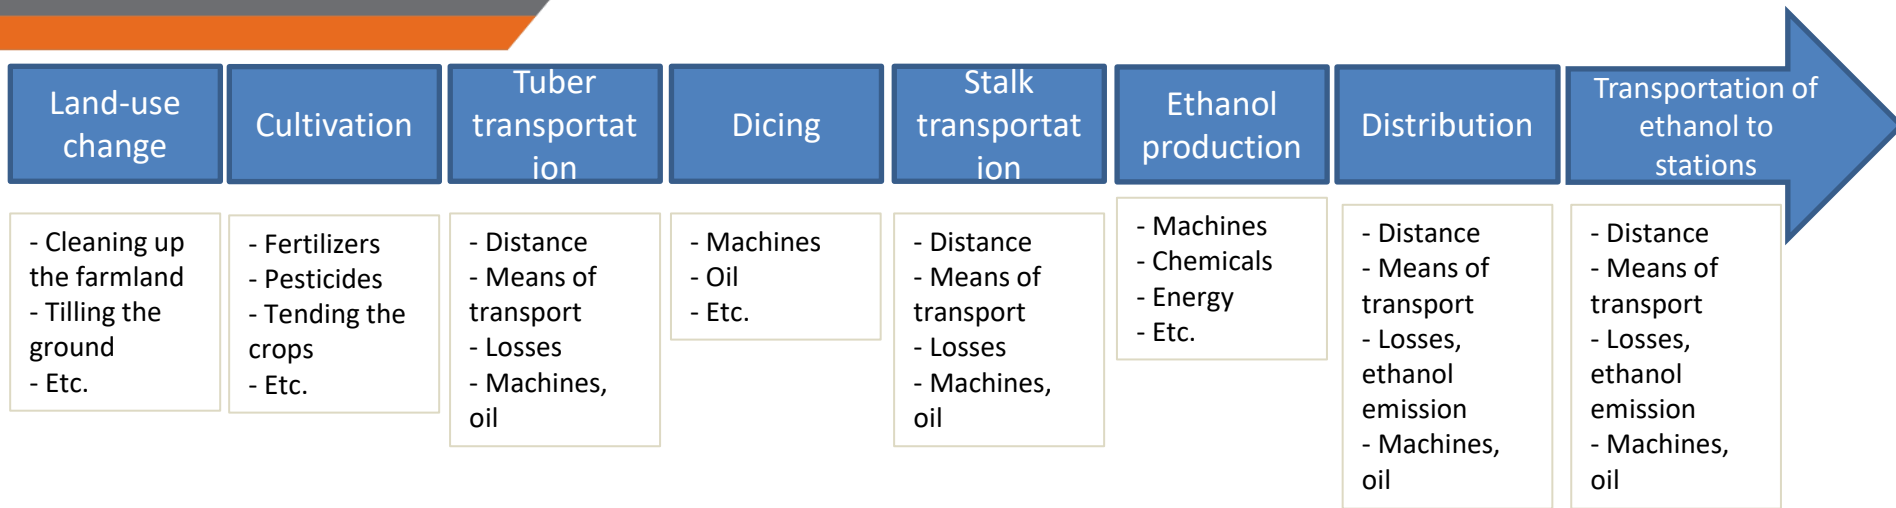 Land-use
change
Cultivation
Tuber
transportat
ion
Dicing
Stalk
transportat
ion
Ethanol
production
Distribution
Transportation of
ethanol to
stations
- Cleaning up
the farmland
- Tilling the
ground
- Etc.
- Fertilizers
- Pesticides
- Tending the
crops
- Etc.
- Distance
- Means of
transport
- Losses
- Machines,
oil
- Machines
- Oil
- Etc.
- Distance
- Means of
transport
- Losses
- Machines,
oil
- Machines
- Chemicals
- Energy
- Etc.
- Distance
- Means of
transport
- Losses,
ethanol
emission
- Machines,
oil
- Distance
- Means of
transport
- Losses,
ethanol
emission
- Machines,
oil